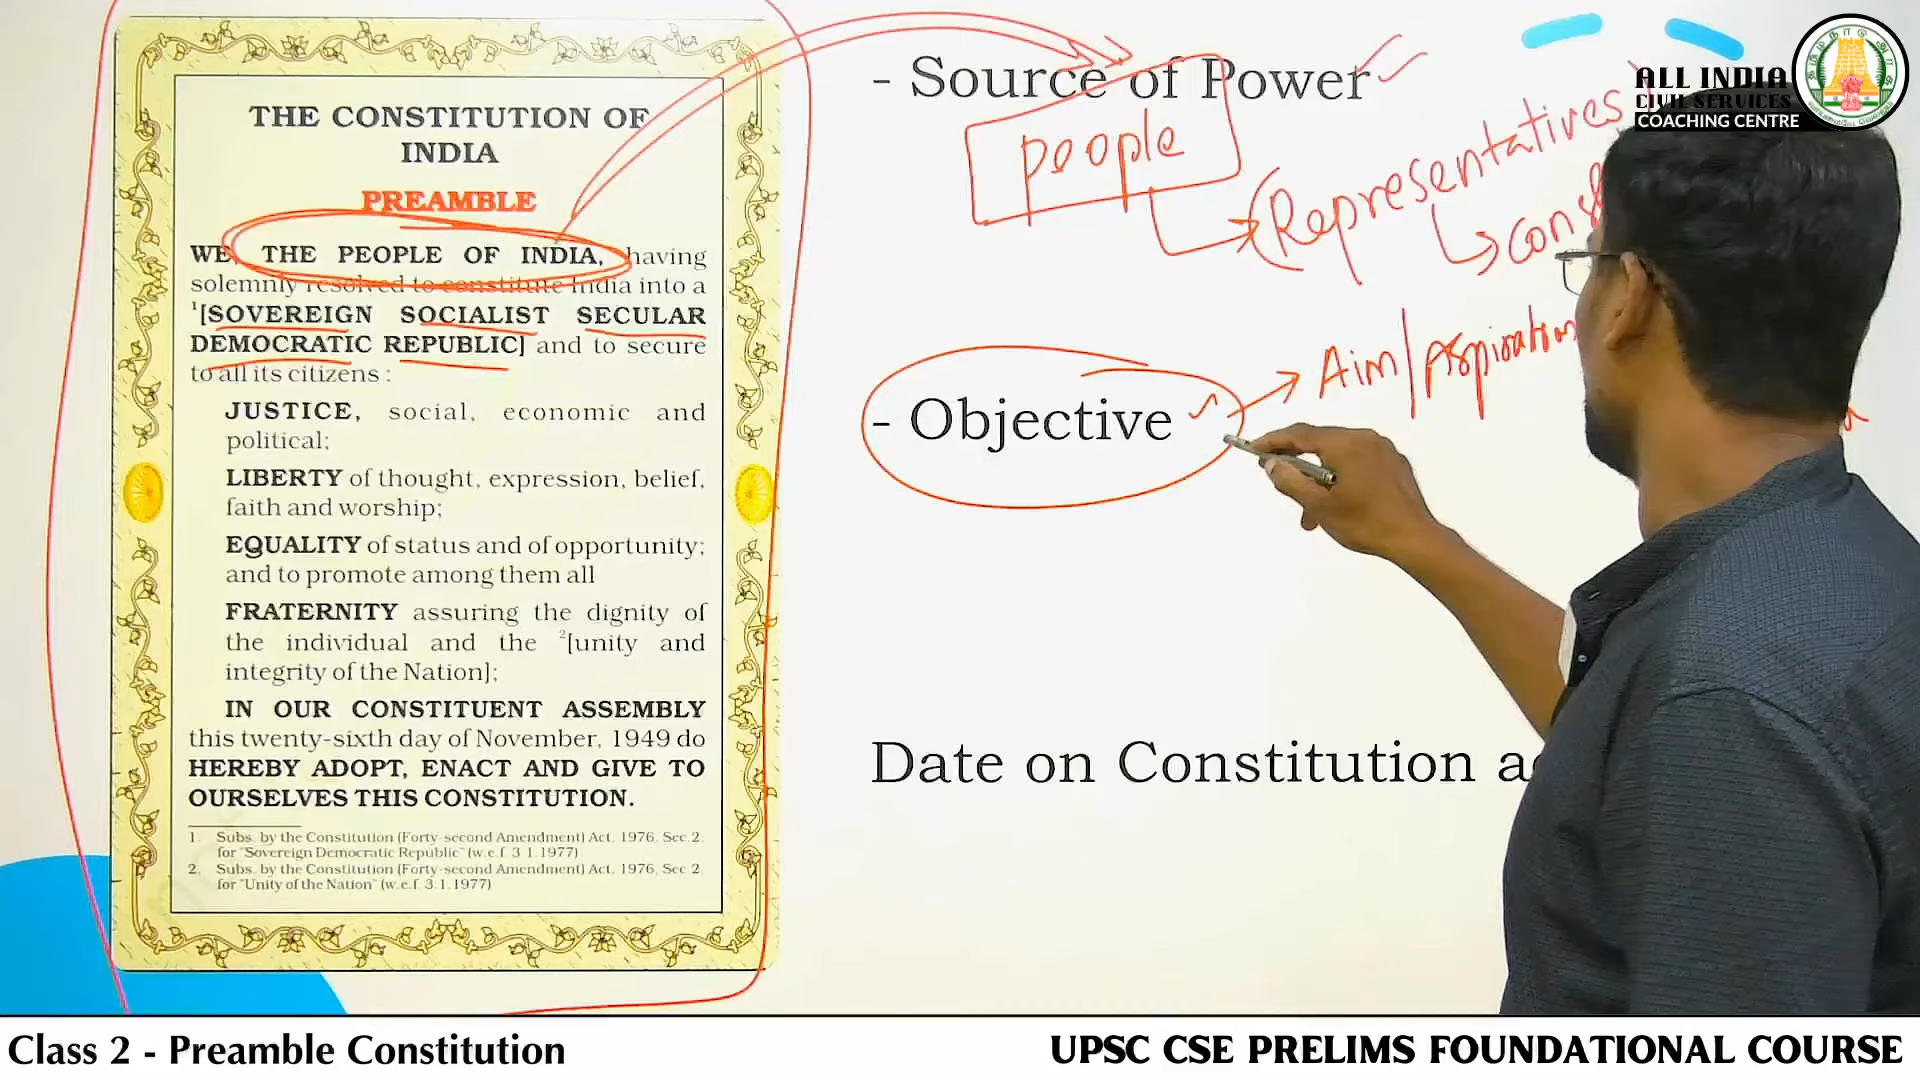 THE CONSTITUTION OF
INDIA
PREAMBLE
WE, THE PEOPLE OF INDIA, having
solemnly resolved to constitute India into a
¹[SOVEREIGN SOCIALIST SECULAR
DEMOCRATIC REPUBLIC] and to secure
to all its citizens :
JUSTICE, social, economic and
political;
LIBERTY of thought, expression, belief,
faith and worship;
EQUALITY of status and of opportunity;
and to promote among them all
FRATERNITY assuring the dignity of
the individual and the ²[unity and
integrity of the Nation];
IN OUR CONSTITUENT ASSEMBLY
this twenty-sixth day of November, 1949 do
HEREBY ADOPT, ENACT AND GIVE TO
OURSELVES THIS CONSTITUTION.
1. Subs. by the Constitution (Forty-second Amendment) Act, 1976, Sec.2,
for "Sovereign Democratic Republic" (w.e.f. 3.1.1977)
2. Subs. by the Constitution (Forty-second Amendment) Act, 1976, Sec.2,
for "Unity of the Nation" (w.e.f. 3.1.1977)
- Source of Power
people
Representatives
- Objective
Aim/Aspirations
Date on Constitution
ALL INDIA
CIVIL SERVICES
COACHING CENTRE
Class 2 - Preamble Constitution
UPSC CSE PRELIMS FOUNDATIONAL COURSE